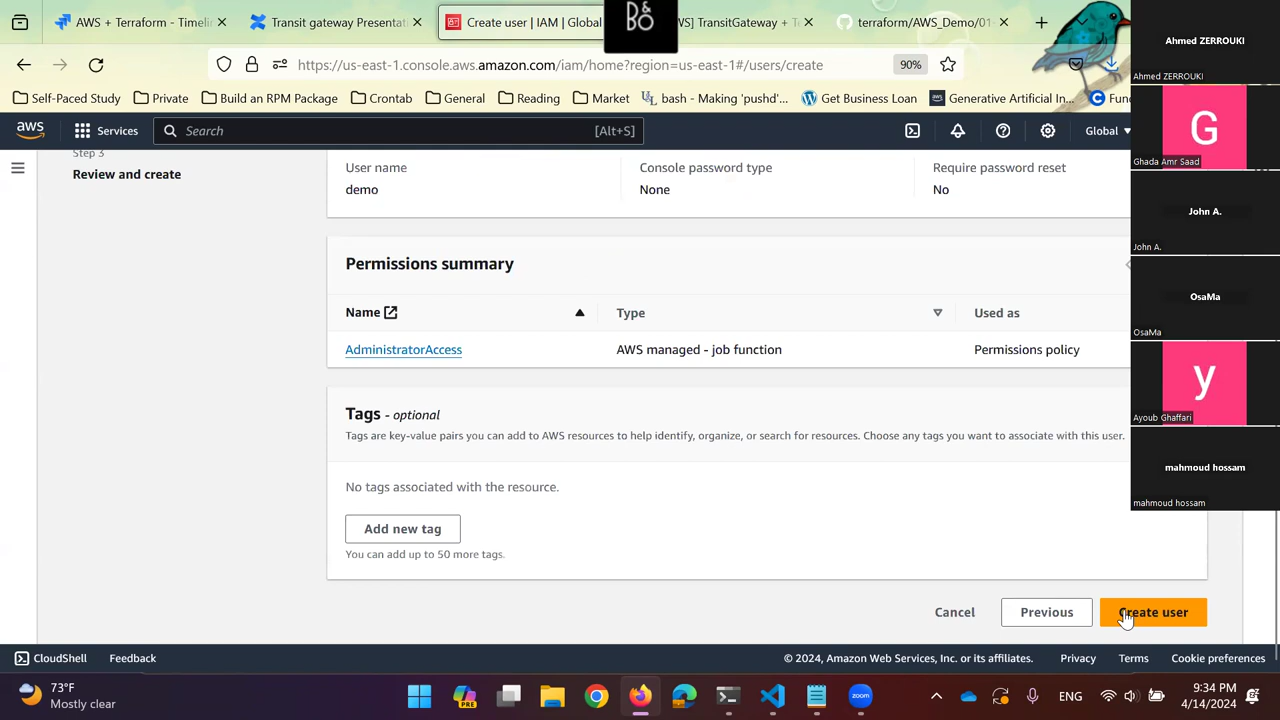 AWS + Terraform - Timelin
Transit gateway Presentati
Create user | IAM | Global
D&BO
S] TransitGateway + Te
terraform/AWS_Demo/01-
https://us-east-1.console.aws.amazon.com/iam/home?region=us-east-1#/users/create
90%
Self-Paced Study
Private
Build an RPM Package
Crontab
General
Reading
Market
bash - Making 'pushd'...
Get Business Loan
Generative Artificial In...
Fun
aws
Services
Search
[Alt+S]
Global
Step 3
Review and create
User name
demo
Console password type
None
Require password reset
No
Permissions summary
Name
Type
Used as
AdministratorAccess
AWS managed - job function
Permissions policy
Tags - optional
Tags are key-value pairs you can add to AWS resources to help identify, organize, or search for resources. Choose any tags you want to associate with this user.
No tags associated with the resource.
Add new tag
You can add up to 50 more tags.
Cancel
Previous
Create user
CloudShell
Feedback
© 2024, Amazon Web Services, Inc. or its affiliates.
Privacy
Terms
Cookie preferences
Ahmed ZERROUKI
Ahmed ZERROUKI
G
Ghada Amr Saad
John A.
John A.
OsaMa
OsaMa
y
Ayoub Ghaffari
mahmoud hossam
mahmoud hossam
73°F
Mostly clear
PRE
zoom
ENG
9:34 PM
4/14/2024